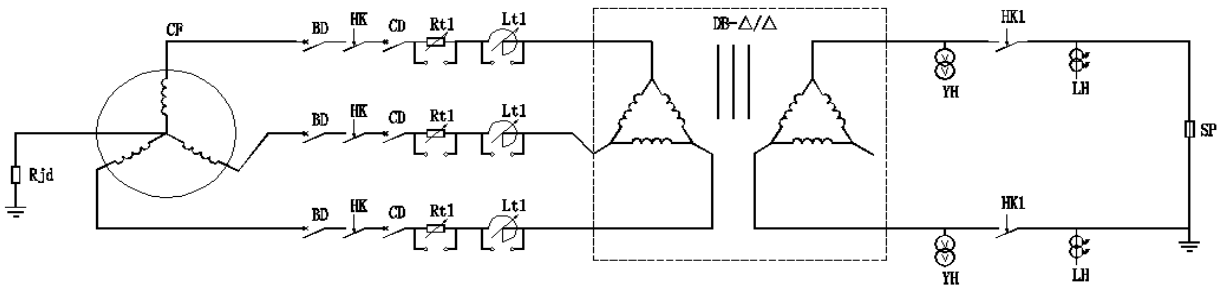 CF
BD HK CD Rt1 Lt1
DB-△/△
HK1
YH
LH
BD HK CD Rt1 Lt1
Rjd
SP
BD HK CD Rt1 Lt1
HK1
YH
LH